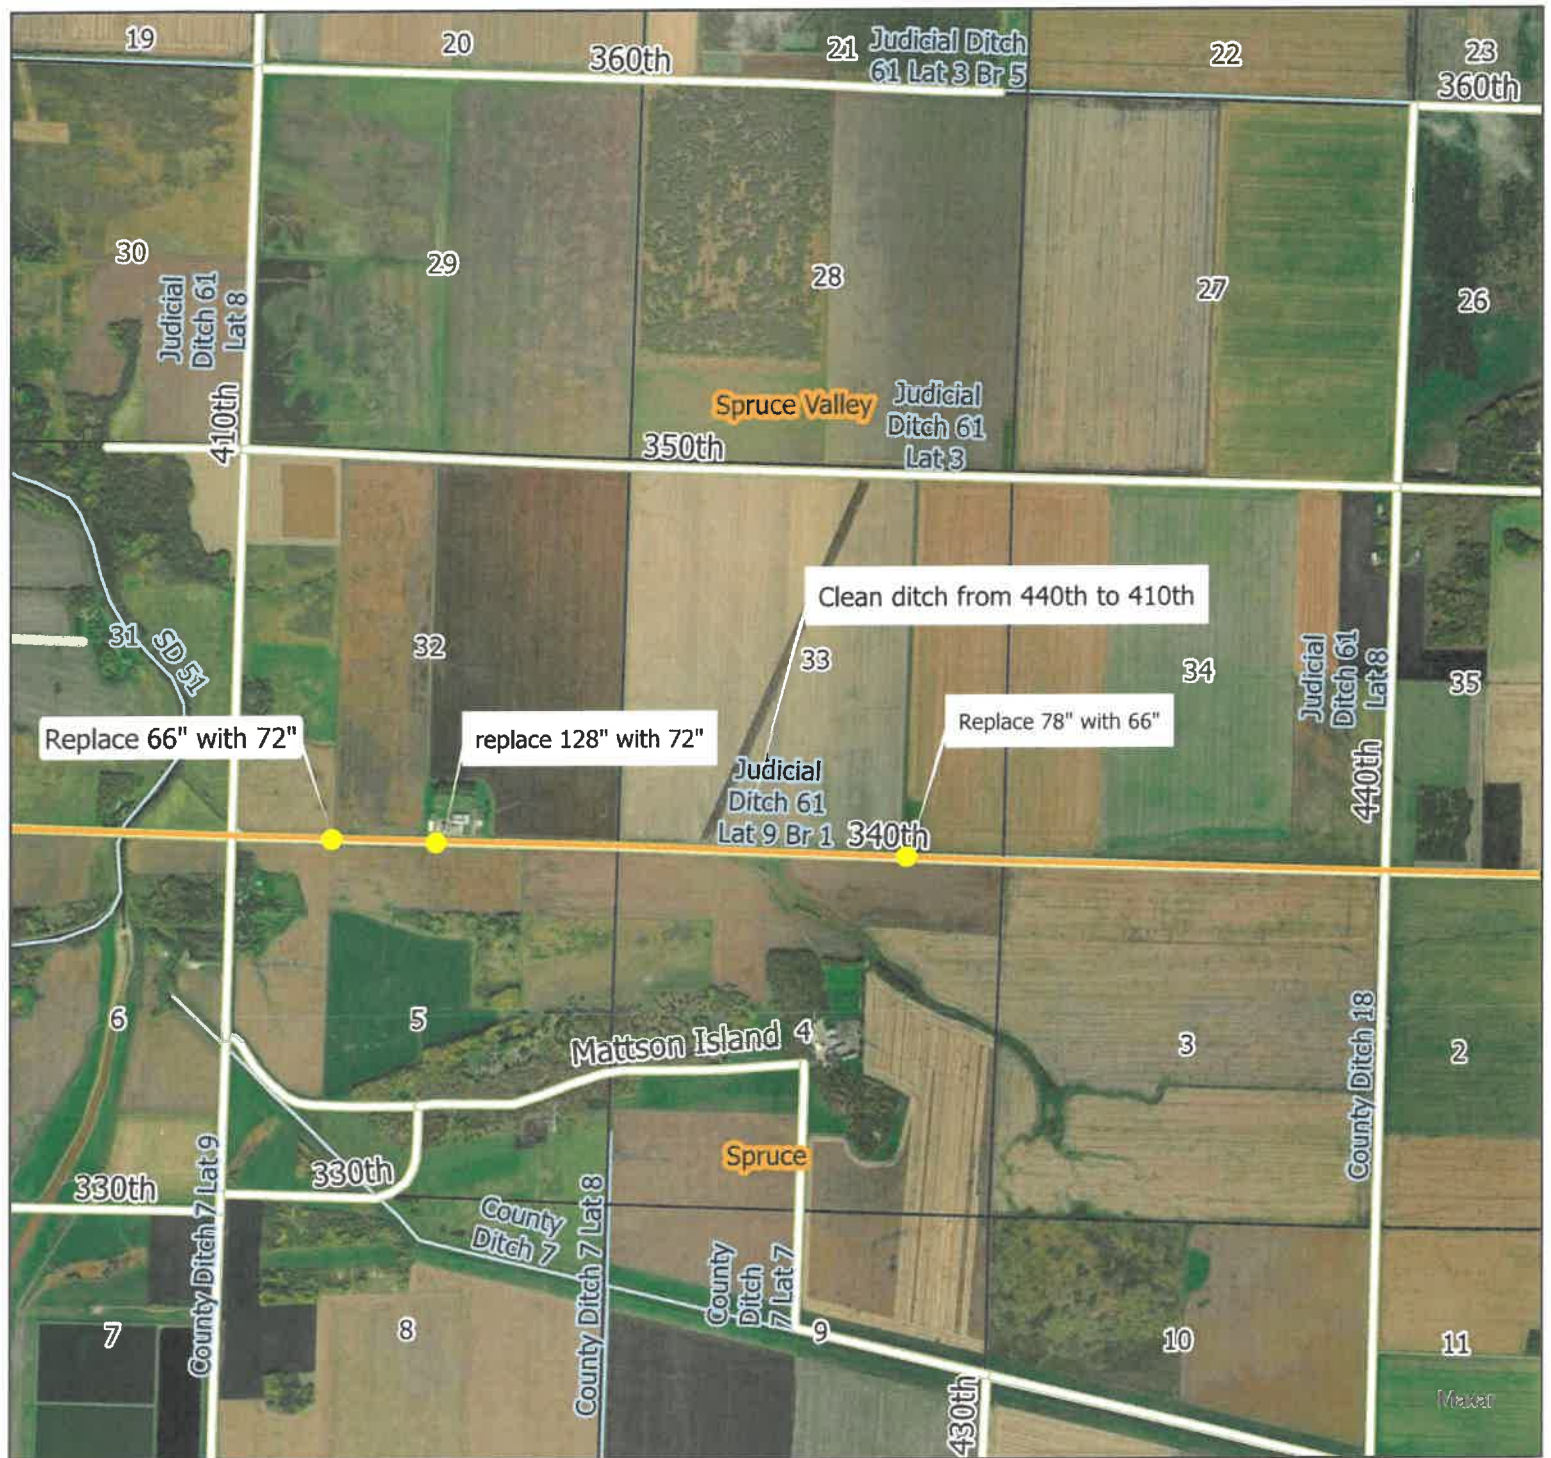 19
20
21
22
23
Judicial Ditch
61 Lat 3 Br 5
360th
360th
30
29
28
27
26
Judicial
Ditch 61
Lat 8
410th
Spruce Valley
Judicial
Ditch 61
Lat 3
350th
Clean ditch from 440th to 410th
31
SD 51
32
33
34
35
Judicial
Ditch 61
Lat 8
Replace 66" with 72"
replace 128" with 72"
Replace 78" with 66"
Judicial
Ditch 61
Lat 9 Br 1
340th
440th
6
5
4
3
2
Mattson Island
County Ditch 18
Spruce
330th
330th
County Ditch 7 Lat 9
County
Ditch 7
County Ditch 7 Lat 8
County
Ditch
7 Lat 7
7
8
9
10
11
430th
Maxar